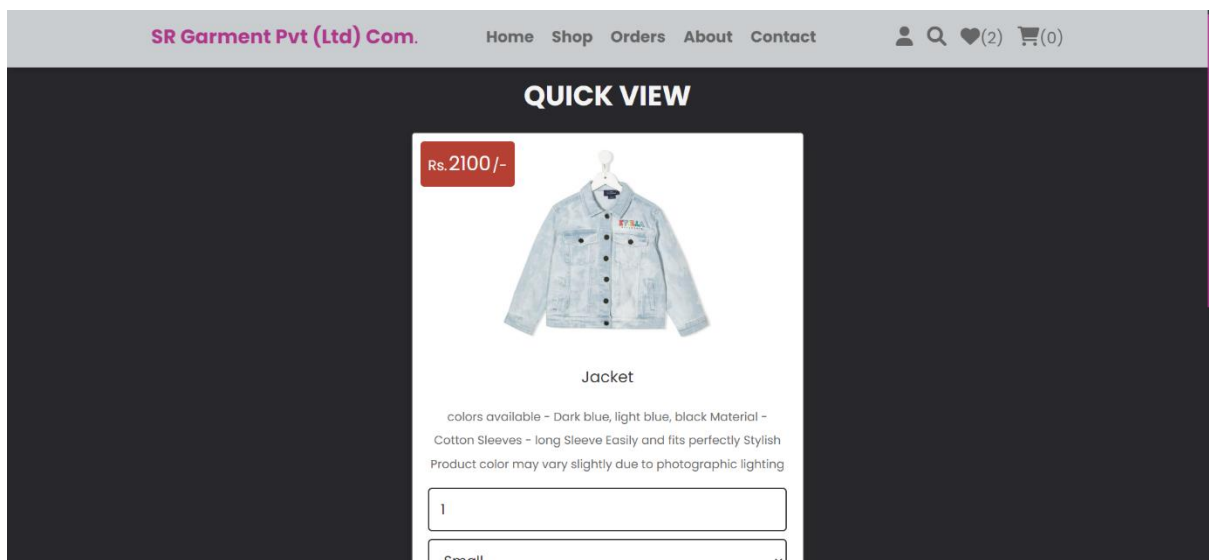 SR Garment Pvt (Ltd) Com. Home Shop Orders About Contact (2) (0)
QUICK VIEW
Rs.2100/-
Jacket
colors available - Dark blue, light blue, black Material -
Cotton Sleeves - long Sleeve Easily and fits perfectly Stylish
Product color may vary slightly due to photographic lighting
1
Small